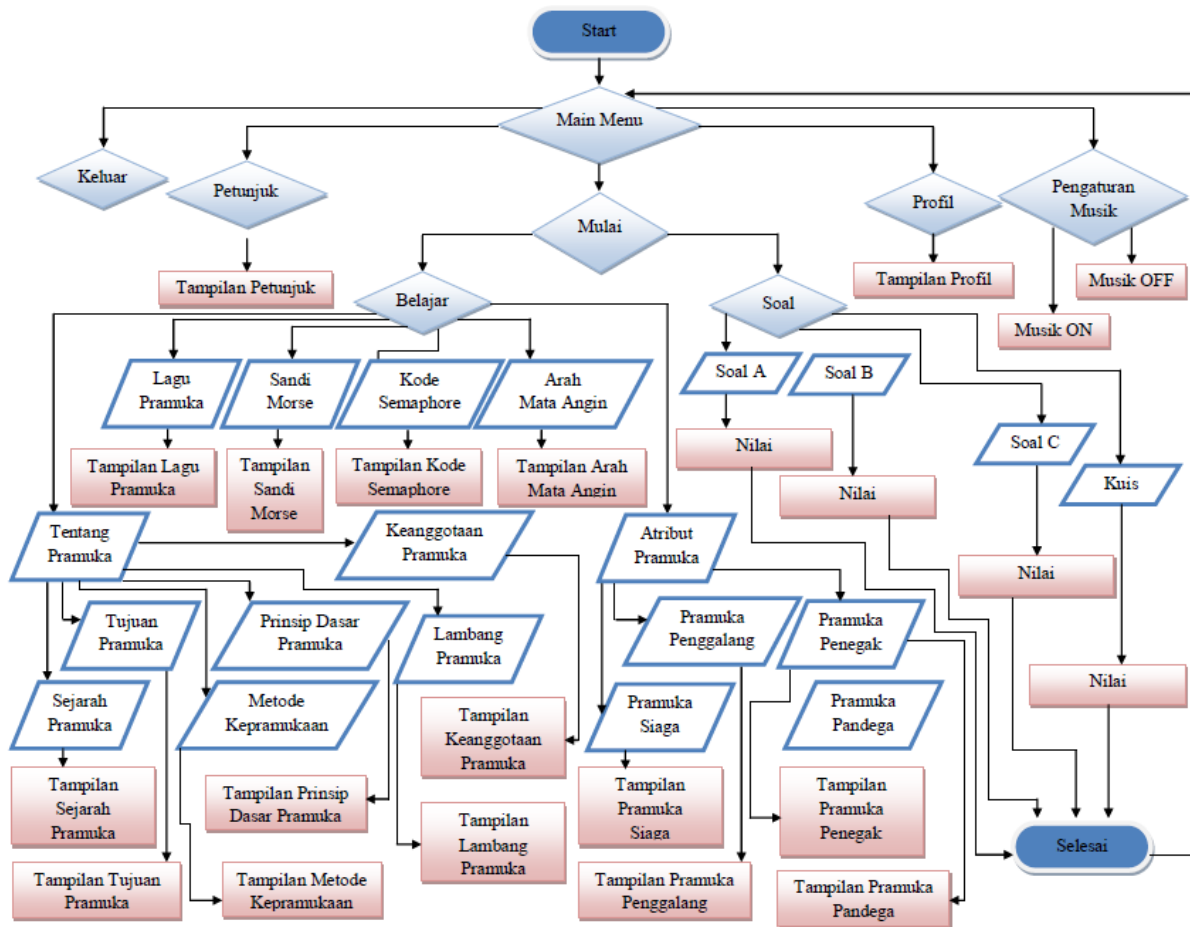 Start
Main Menu
Keluar
Petunjuk
Mulai
Profil
Pengaturan
Musik
Tampilan Petunjuk
Tampilan Profil
Musik OFF
Musik ON
Belajar
Soal
Lagu
Pramuka
Sandi
Morse
Kode
Semaphore
Arah
Mata Angin
Soal A
Soal B
Soal C
Kuis
Tampilan Lagu
Pramuka
Tampilan
Sandi
Morse
Tampilan Kode
Semaphore
Tampilan Arah
Mata Angin
Nilai
Nilai
Nilai
Nilai
Tentang
Pramuka
Keanggotaan
Pramuka
Atribut
Pramuka
Tujuan
Pramuka
Prinsip Dasar
Pramuka
Lambang
Pramuka
Pramuka
Penggalang
Pramuka
Penegak
Sejarah
Pramuka
Metode
Kepramukaan
Pramuka
Siaga
Pramuka
Pandega
Tampilan
Keanggotaan
Pramuka
Tampilan
Sejarah
Pramuka
Tampilan Prinsip
Dasar Pramuka
Tampilan
Lambang
Pramuka
Tampilan
Pramuka
Siaga
Tampilan
Pramuka
Penegak
Selesai
Tampilan Tujuan
Pramuka
Tampilan Metode
Kepramukaan
Tampilan Pramuka
Penggalang
Tampilan Pramuka
Pandega